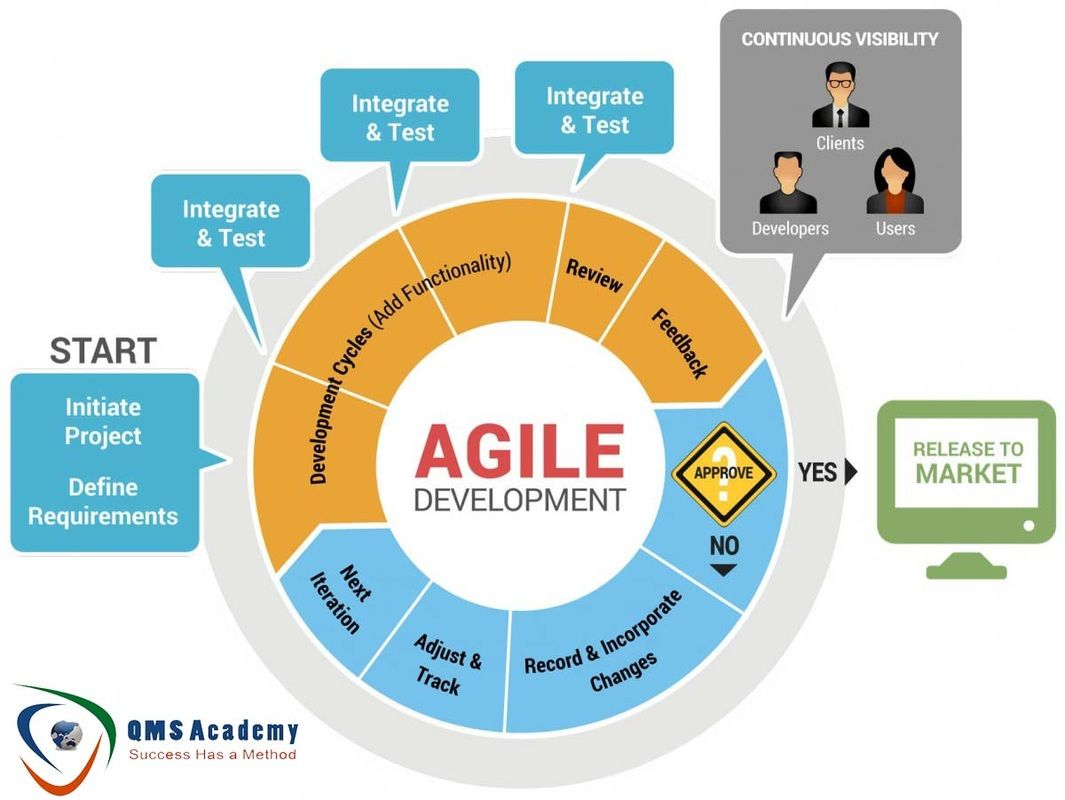 CONTINUOUS VISIBILITY
Clients
Developers
Users
Integrate
& Test
Integrate
& Test
Integrate
& Test
START
Initiate
Project
Define
Requirements
Development Cycles (Add Functionality)
Review
Feedback
AGILE
DEVELOPMENT
?
APPROVE
YES
RELEASE TO
MARKET
NO
Record & Incorporate
Changes
Adjust &
Track
Next
Iteration
QMS Academy
Success Has a Method